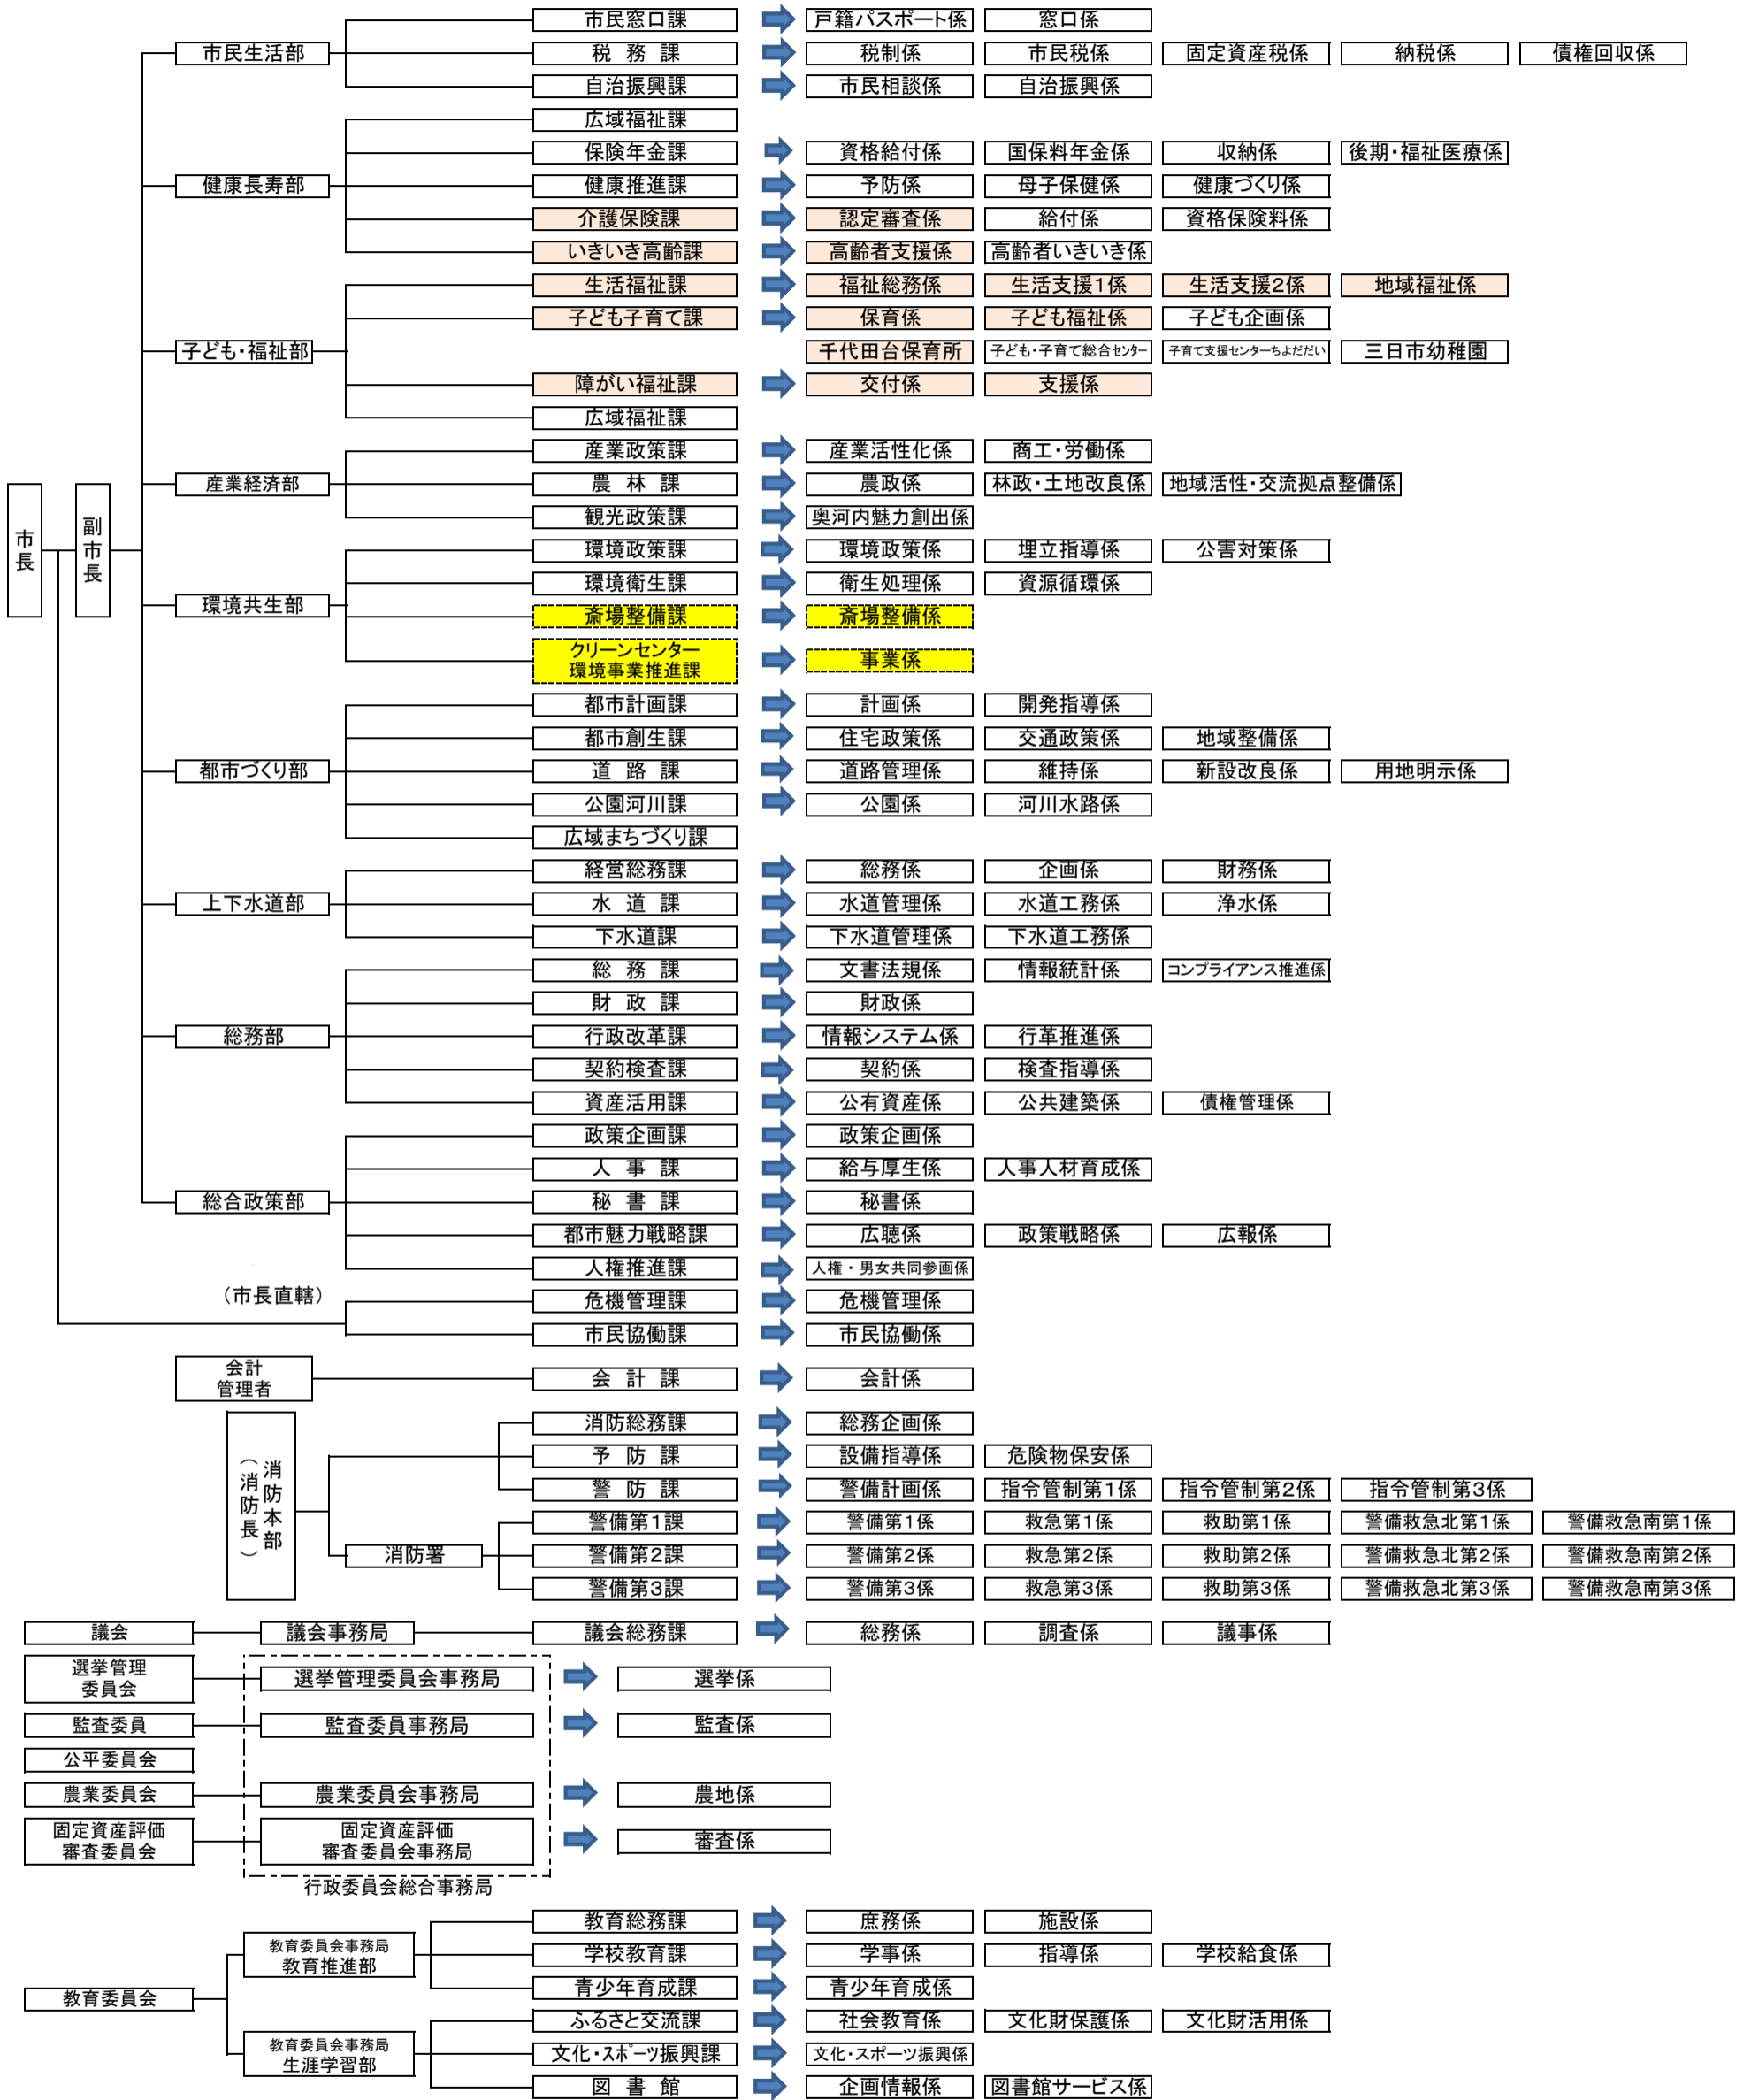 市民窓口課 戸籍パスポート係 窓口係
市民生活部 税 務 課 税制係 市民税係 固定資産税係 納税係 債権回収係
自治振興課 市民相談係 自治振興係
広域福祉課
保険年金課 資格給付係 国保料年金係 収納係 後期・福祉医療係
健康長寿部 健康推進課 予防係 母子保健係 健康づくり係
介護保険課 認定審査係 給付係 資格保険料係
いきいき高齢課 高齢者支援係 高齢者いきいき係
生活福祉課 福祉総務係 生活支援1係 生活支援2係 地域福祉係
子ども子育て課 保育係 子ども福祉係 子ども企画係
子ども・福祉部 千代田台保育所 子ども・子育て総合センター 子育て支援センターちよだだい 三日市幼稚園
障がい福祉課 交付係 支援係
広域福祉課
産業政策課 産業活性化係 商工・労働係
産業経済部 農 林 課 農政係 林政・土地改良係 地域活性・交流拠点整備係
観光政策課 奥河内魅力創出係
市長 副市長
環境政策課 環境政策係 埋立指導係 公害対策係
環境衛生課 衛生処理係 資源循環係
環境共生部
斎場整備課 斎場整備係
クリーンセンター
環境事業推進課 事業係
都市計画課 計画係 開発指導係
都市創生課 住宅政策係 交通政策係 地域整備係
都市づくり部 道 路 課 道路管理係 維持係 新設改良係 用地明示係
公園河川課 公園係 河川水路係
広域まちづくり課
経営総務課 総務係 企画係 財務係
上下水道部 水 道 課 水道管理係 水道工務係 浄水係
下水道課 下水道管理係 下水道工務係
総 務 課 文書法規係 情報統計係 コンプライアンス推進係
財 政 課 財政係
総務部 行政改革課 情報システム係 行革推進係
契約検査課 契約係 検査指導係
資産活用課 公有資産係 公共建築係 債権管理係
政策企画課 政策企画係
人 事 課 給与厚生係 人事人材育成係
総合政策部 秘 書 課 秘書係
都市魅力戦略課 広聴係 政策戦略係 広報係
人権推進課 人権・男女共同参画係
（市長直轄） 危機管理課 危機管理係
市民協働課 市民協働係
会計
管理者 会 計 課 会計係
消防本部
（消防長）
消防総務課 総務企画係
予 防 課 設備指導係 危険物保安係
警 防 課 警備計画係 指令管制第1係 指令管制第2係 指令管制第3係
警備第1課 警備第1係 救急第1係 救助第1係 警備救急北第1係 警備救急南第1係
消防署 警備第2課 警備第2係 救急第2係 救助第2係 警備救急北第2係 警備救急南第2係
警備第3課 警備第3係 救急第3係 救助第3係 警備救急北第3係 警備救急南第3係
議会 議会事務局 議会総務課 総務係 調査係 議事係
選挙管理
委員会 選挙管理委員会事務局 選挙係
監査委員 監査委員事務局 監査係
公平委員会
農業委員会 農業委員会事務局 農地係
固定資産評価
審査委員会
固定資産評価
審査委員会事務局 審査係
行政委員会総合事務局
教育総務課 庶務係 施設係
教育委員会事務局
教育推進部 学校教育課 学事係 指導係 学校給食係
青少年育成課 青少年育成係
教育委員会
ふるさと交流課 社会教育係 文化財保護係 文化財活用係
教育委員会事務局
生涯学習部 文化・スポーツ振興課 文化・スポーツ振興係
図 書 館 企画情報係 図書館サービス係